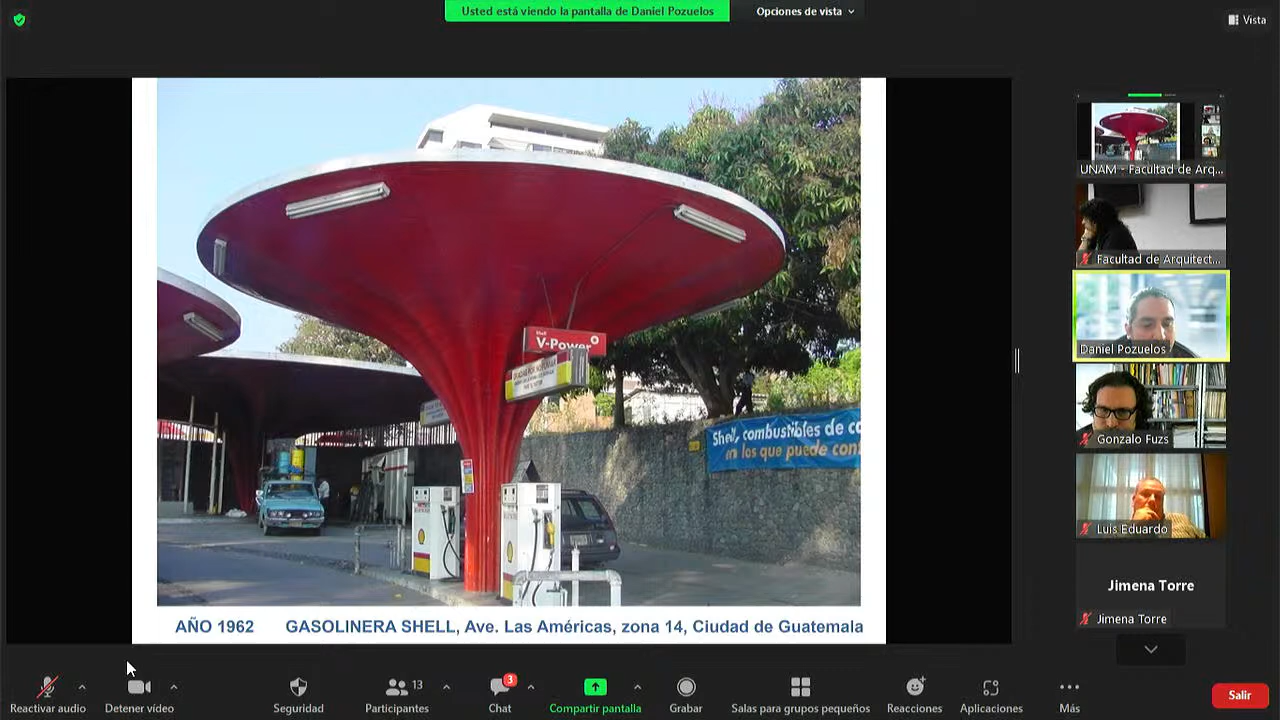 Usted está viendo la pantalla de Daniel Pozuelos
Opciones de vista
Vista
Shell
V-Power
Shell, combustibles de ca
en los que puede con
AÑO 1962 GASOLINERA SHELL, Ave. Las Américas, zona 14, Ciudad de Guatemala
UNAM - Facultad de Arq...
Facultad de Arquitect...
Daniel Pozuelos
Gonzalo Fuzs
Luis Eduardo
Jimena Torre
Jimena Torre
Reactivar audio
Detener vídeo
Seguridad
13
Participantes
3
Chat
Compartir pantalla
Grabar
Salas para grupos pequeños
Reacciones
Aplicaciones
Más
Salir